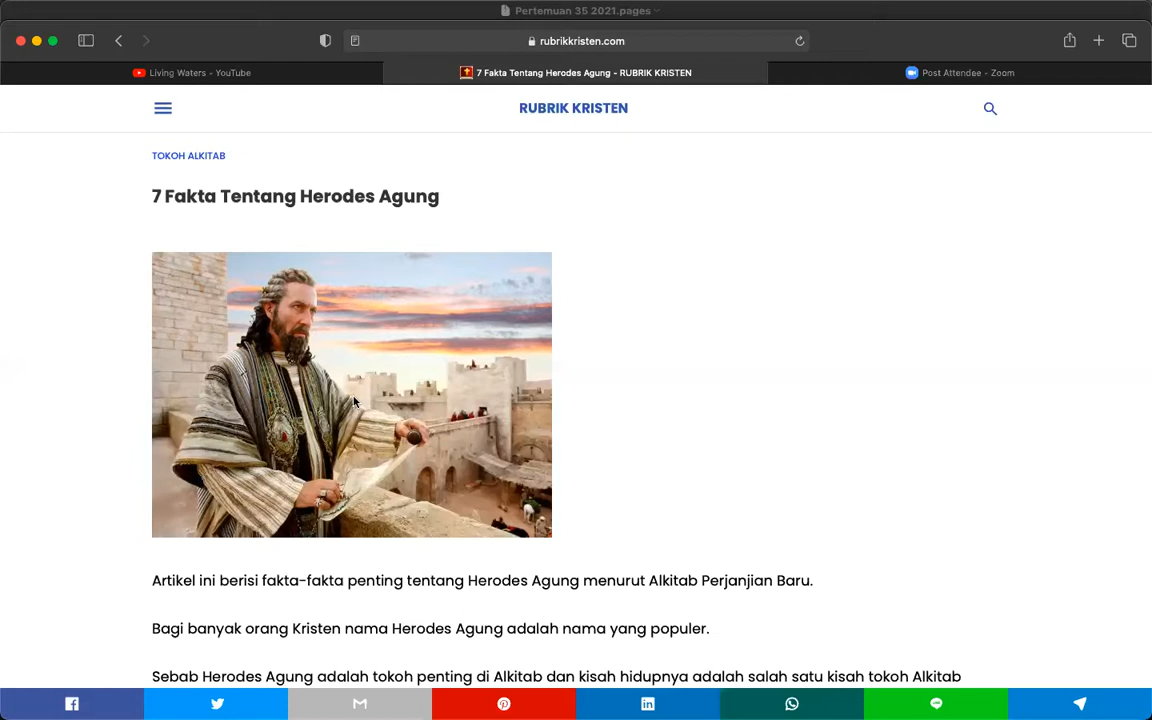 Pertemuan 35 2021.pages
rubrikkristen.com
Living Waters - YouTube
7 Fakta Tentang Herodes Agung - RUBRIK KRISTEN
Post Attendee - Zoom
RUBRIK KRISTEN
TOKOH ALKITAB
7 Fakta Tentang Herodes Agung
Artikel ini berisi fakta-fakta penting tentang Herodes Agung menurut Alkitab Perjanjian Baru.
Bagi banyak orang Kristen nama Herodes Agung adalah nama yang populer.
Sebab Herodes Agung adalah tokoh penting di Alkitab dan kisah hidupnya adalah salah satu kisah tokoh Alkitab